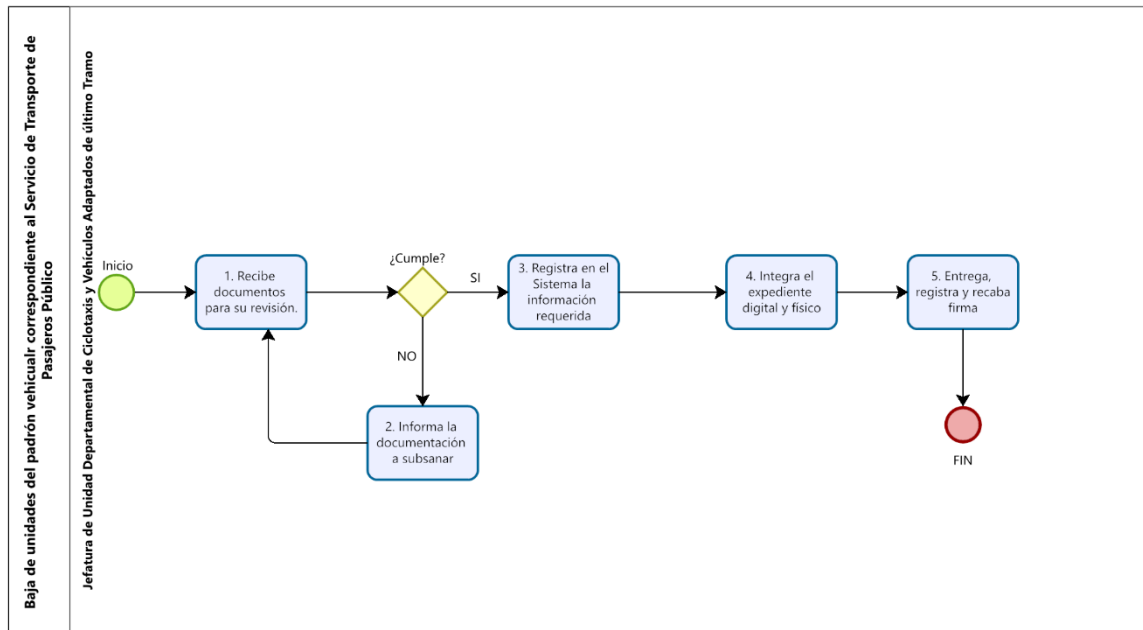 Baja de unidades del padrón vehicualr correspondiente al Servicio de Transporte de
Pasajeros Público
Jefatura de Unidad Departamental de Ciclotaxis y Vehículos Adaptados de último Tramo
Inicio
1. Recibe
documentos
para su revisión.
¿Cumple?
SI
NO
2. Informa la
documentación
a subsanar
3. Registra en el
Sistema la
información
requerida
4. Integra el
expediente
digital y físico
5. Entrega,
registra y recaba
firma
FIN